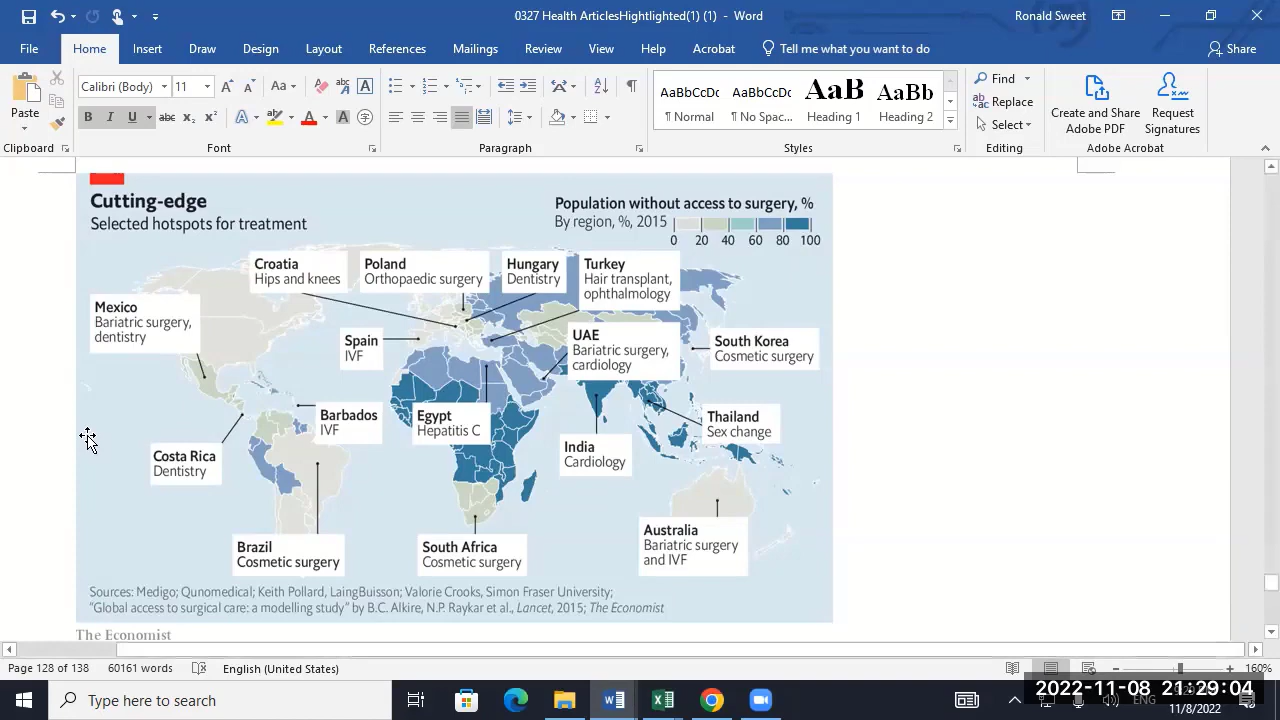 0327 Health ArticlesHightlighted(1) (1) - Word
Ronald Sweet
File Home Insert Draw Design Layout References Mailings Review View Help Acrobat Tell me what you want to do Share
Paste
Calibri (Body) 11 Aa
B I U abc x₂ x²
AaBbCcDc AaBbCcDc AaB AaBb
¶ Normal ¶ No Spac... Heading 1 Heading 2
Find
Replace
Select
Create and Share
Adobe PDF
Request
Signatures
Clipboard Font Paragraph Styles Editing Adobe Acrobat
Cutting-edge
Selected hotspots for treatment
Population without access to surgery, %
By region, %, 2015
0 20 40 60 80 100
Croatia
Hips and knees
Poland
Orthopaedic surgery
Hungary
Dentistry
Turkey
Hair transplant,
ophthalmology
Mexico
Bariatric surgery,
dentistry
Spain
IVF
UAE
Bariatric surgery,
cardiology
South Korea
Cosmetic surgery
Barbados
IVF
Egypt
Hepatitis C
Thailand
Sex change
Costa Rica
Dentistry
India
Cardiology
Brazil
Cosmetic surgery
South Africa
Cosmetic surgery
Australia
Bariatric surgery
and IVF
Sources: Medigo; Qunomedical; Keith Pollard, LaingBuisson; Valorie Crooks, Simon Fraser University;
"Global access to surgical care: a modelling study" by B.C. Alkire, N.P. Raykar et al., Lancet, 2015; The Economist
The Economist
Page 128 of 138 60161 words English (United States) 160%
Type here to search
2022-11-08 21:29:04
ENG
11/8/2022